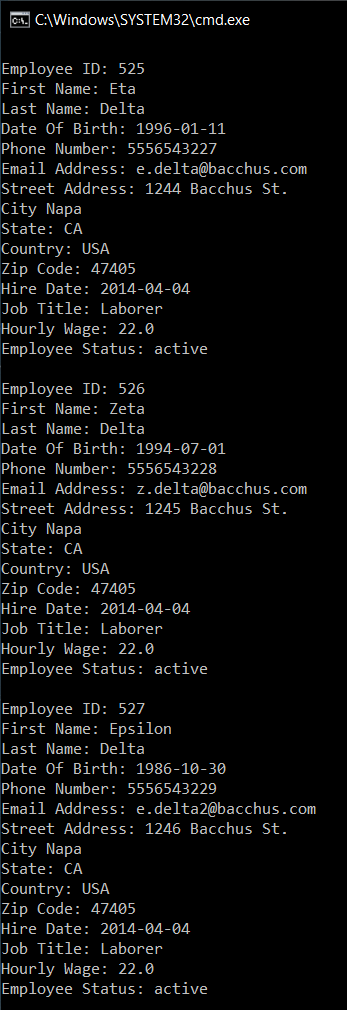 C:\Windows\SYSTEM32\cmd.exe
Employee ID: 525
First Name: Eta
Last Name: Delta
Date Of Birth: 1996-01-11
Phone Number: 5556543227
Email Address: e.delta@bacchus.com
Street Address: 1244 Bacchus St.
City Napa
State: CA
Country: USA
Zip Code: 47405
Hire Date: 2014-04-04
Job Title: Laborer
Hourly Wage: 22.0
Employee Status: active
Employee ID: 526
First Name: Zeta
Last Name: Delta
Date Of Birth: 1994-07-01
Phone Number: 5556543228
Email Address: z.delta@bacchus.com
Street Address: 1245 Bacchus St.
City Napa
State: CA
Country: USA
Zip Code: 47405
Hire Date: 2014-04-04
Job Title: Laborer
Hourly Wage: 22.0
Employee Status: active
Employee ID: 527
First Name: Epsilon
Last Name: Delta
Date Of Birth: 1986-10-30
Phone Number: 5556543229
Email Address: e.delta2@bacchus.com
Street Address: 1246 Bacchus St.
City Napa
State: CA
Country: USA
Zip Code: 47405
Hire Date: 2014-04-04
Job Title: Laborer
Hourly Wage: 22.0
Employee Status: active